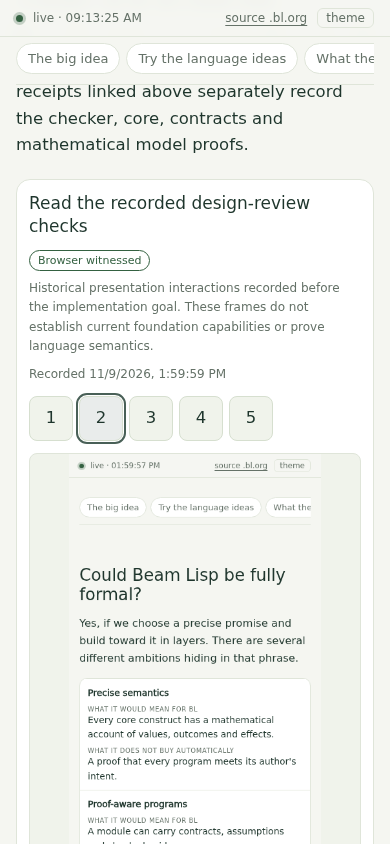 live · 09:13:25 AM
source .bl.org
theme
The big idea
Try the language ideas
What the
receipts linked above separately record
the checker, core, contracts and
mathematical model proofs.
Read the recorded design-review
checks
Browser witnessed
Historical presentation interactions recorded before
the implementation goal. These frames do not
establish current foundation capabilities or prove
language semantics.
Recorded 11/9/2026, 1:59:59 PM
1
2
3
4
5
live · 01:59:57 PM
source .bl.org
theme
The big idea
Try the language ideas
What the
Could Beam Lisp be fully
formal?
Yes, if we choose a precise promise and
build toward it in layers. There are several
different ambitions hiding in that phrase.
Precise semantics
WHAT IT WOULD MEAN FOR BL
Every core construct has a mathematical
account of values, outcomes and effects.
WHAT IT DOES NOT BUY AUTOMATICALLY
A proof that every program meets its author's
intent.
Proof-aware programs
WHAT IT WOULD MEAN FOR BL
A module can carry contracts, assumptions